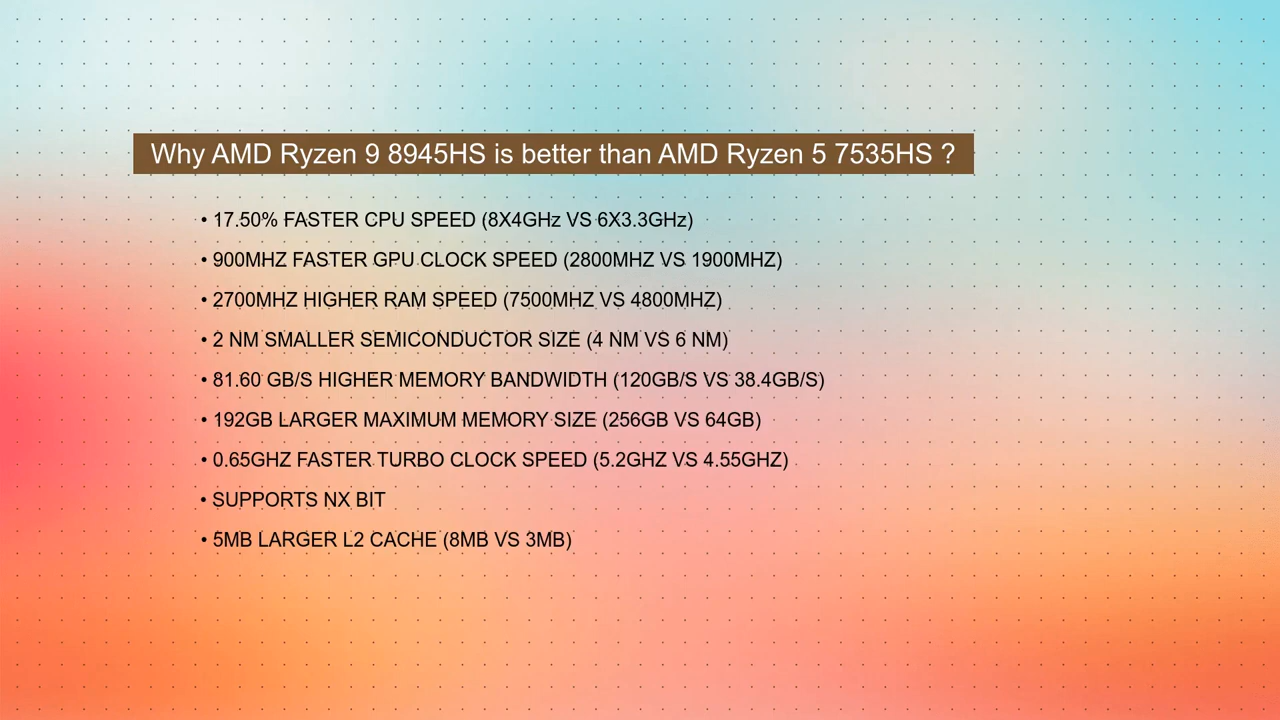 Why AMD Ryzen 9 8945HS is better than AMD Ryzen 5 7535HS ?
• 17.50% FASTER CPU SPEED (8X4GHz VS 6X3.3GHz)
• 900MHZ FASTER GPU CLOCK SPEED (2800MHZ VS 1900MHZ)
• 2700MHZ HIGHER RAM SPEED (7500MHZ VS 4800MHZ)
• 2 NM SMALLER SEMICONDUCTOR SIZE (4 NM VS 6 NM)
• 81.60 GB/S HIGHER MEMORY BANDWIDTH (120GB/S VS 38.4GB/S)
• 192GB LARGER MAXIMUM MEMORY SIZE (256GB VS 64GB)
• 0.65GHZ FASTER TURBO CLOCK SPEED (5.2GHZ VS 4.55GHZ)
• SUPPORTS NX BIT
• 5MB LARGER L2 CACHE (8MB VS 3MB)